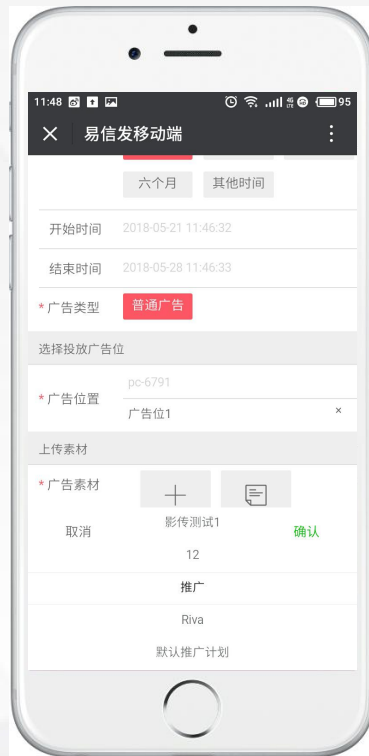 11:48 95
易信发移动端
六个月 其他时间
开始时间 2018-05-21 11:46:32
结束时间 2018-05-28 11:46:33
* 广告类型 普通广告
选择投放广告位
pc-6791
* 广告位置
广告位1 ×
上传素材
* 广告素材
影传测试1
取消 确认
12
推广
Riva
默认推广计划